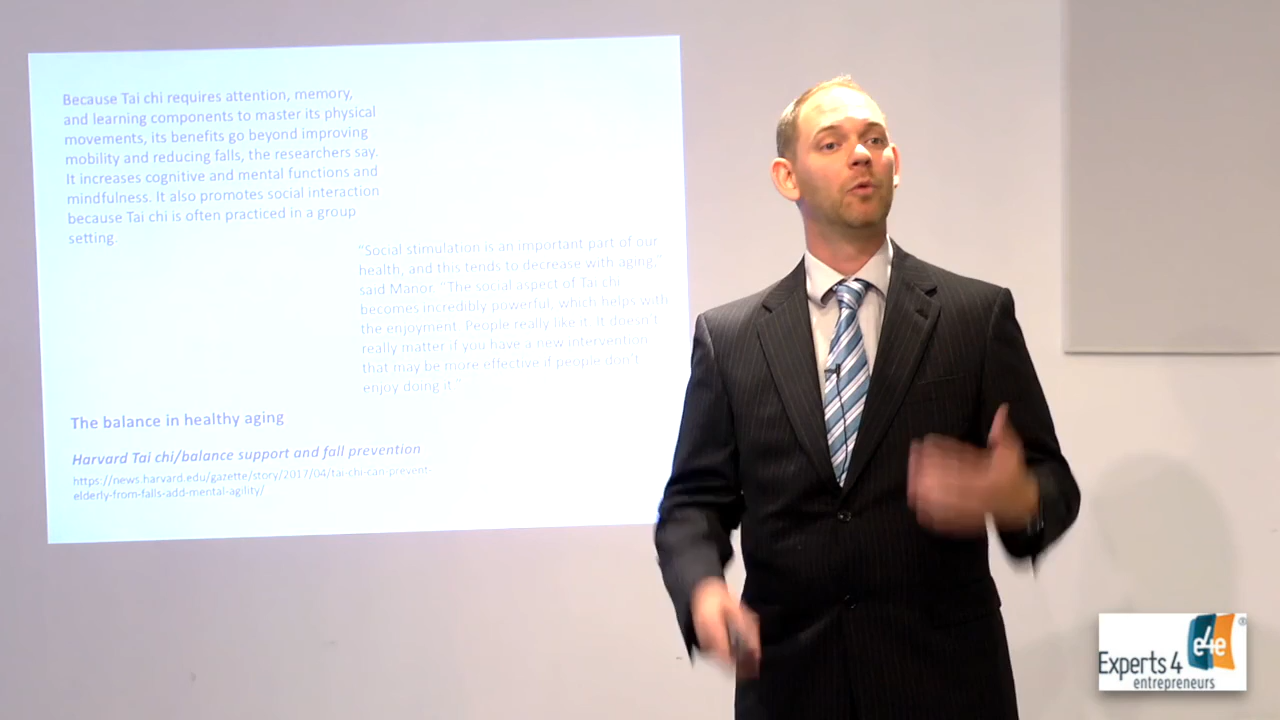 Because Tai chi requires attention, memory,
and learning components to master its physical
movements, its benefits go beyond improving
mobility and reducing falls, the researchers say.
It increases cognitive and mental functions and
mindfulness. It also promotes social interaction
because Tai chi is often practiced in a group
setting.
“Social stimulation is an important part of our
health, and this tends to decrease with aging,”
said Manor. “The social aspect of Tai chi
becomes incredibly powerful, which helps with
the enjoyment. People really like it. It doesn’t
really matter if you have a new intervention
that may be more effective if people don’t
enjoy doing it.”
The balance in healthy aging
Harvard Tai chi/balance support and fall prevention
https://news.harvard.edu/gazette/story/2017/04/tai-chi-can-prevent-
elderly-from-falls-add-mental-agility/
e4e®
Experts 4
entrepreneurs